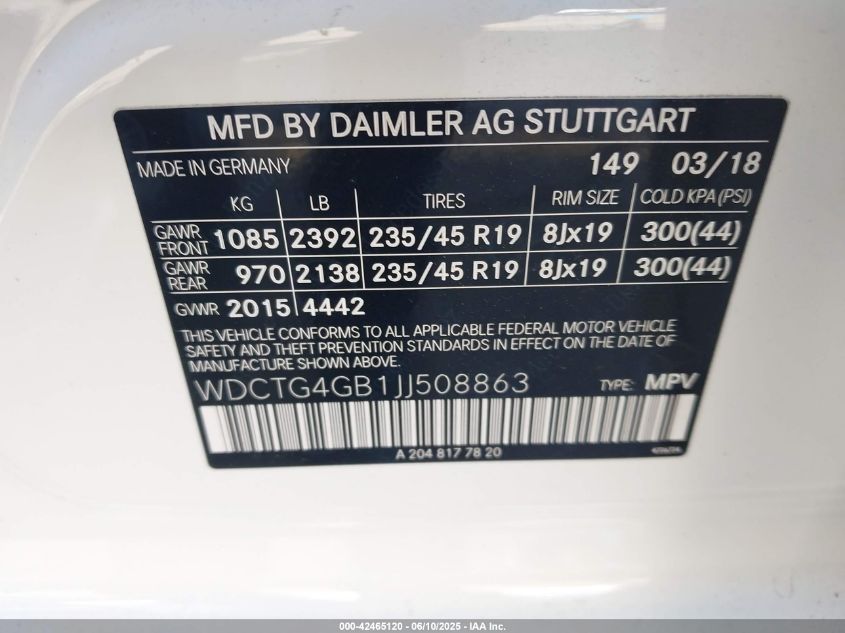 MFD BY DAIMLER AG STUTTGART
MADE IN GERMANY 149 03/18
KG LB TIRES RIM SIZE COLD KPA (PSI)
GAWR FRONT 1085 2392 235/45 R19 8Jx19 300(44)
GAWR REAR 970 2138 235/45 R19 8Jx19 300(44)
GVWR 2015 4442
THIS VEHICLE CONFORMS TO ALL APPLICABLE FEDERAL MOTOR VEHICLE
SAFETY AND THEFT PREVENTION STANDARDS IN EFFECT ON THE DATE OF
MANUFACTURE SHOWN ABOVE.
WDCTG4GB1JJ508863 TYPE: MPV
A 204 817 78 20
000-42465120 - 06/10/2025 - IAA Inc.